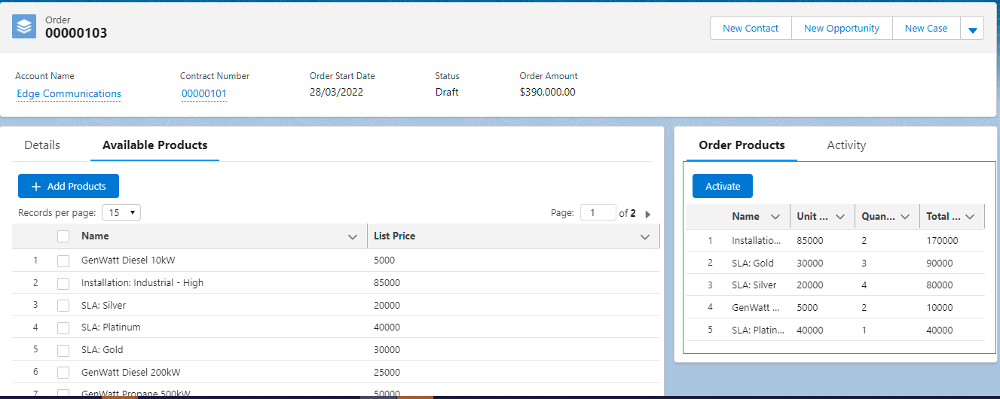 Order
00000103
New Contact New Opportunity New Case
Account Name Contract Number Order Start Date Status Order Amount
Edge Communications 00000101 28/03/2022 Draft $390,000.00
Details Available Products
Add Products
Records per page: 15 Page: 1 of 2
Name List Price
1 GenWatt Diesel 10kW 5000
2 Installation: Industrial - High 85000
3 SLA: Silver 20000
4 SLA: Platinum 40000
5 SLA: Gold 30000
6 GenWatt Diesel 200kW 25000
7 GenWatt Propane 500kW 50000
Order Products Activity
Activate
Name Unit ... Quan... Total ...
1 Installatio... 85000 2 170000
2 SLA: Gold 30000 3 90000
3 SLA: Silver 20000 4 80000
4 GenWatt ... 5000 2 10000
5 SLA: Platin... 40000 1 40000